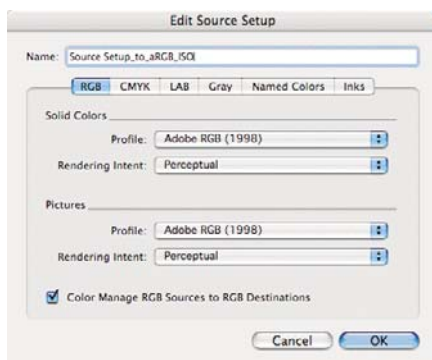 Edit Source Setup
Name: Source Setup_to_aRGB_ISO
RGB CMYK LAB Gray Named Colors Inks
Solid Colors
Profile: Adobe RGB (1998)
Rendering Intent: Perceptual
Pictures
Profile: Adobe RGB (1998)
Rendering Intent: Perceptual
Color Manage RGB Sources to RGB Destinations
Cancel OK